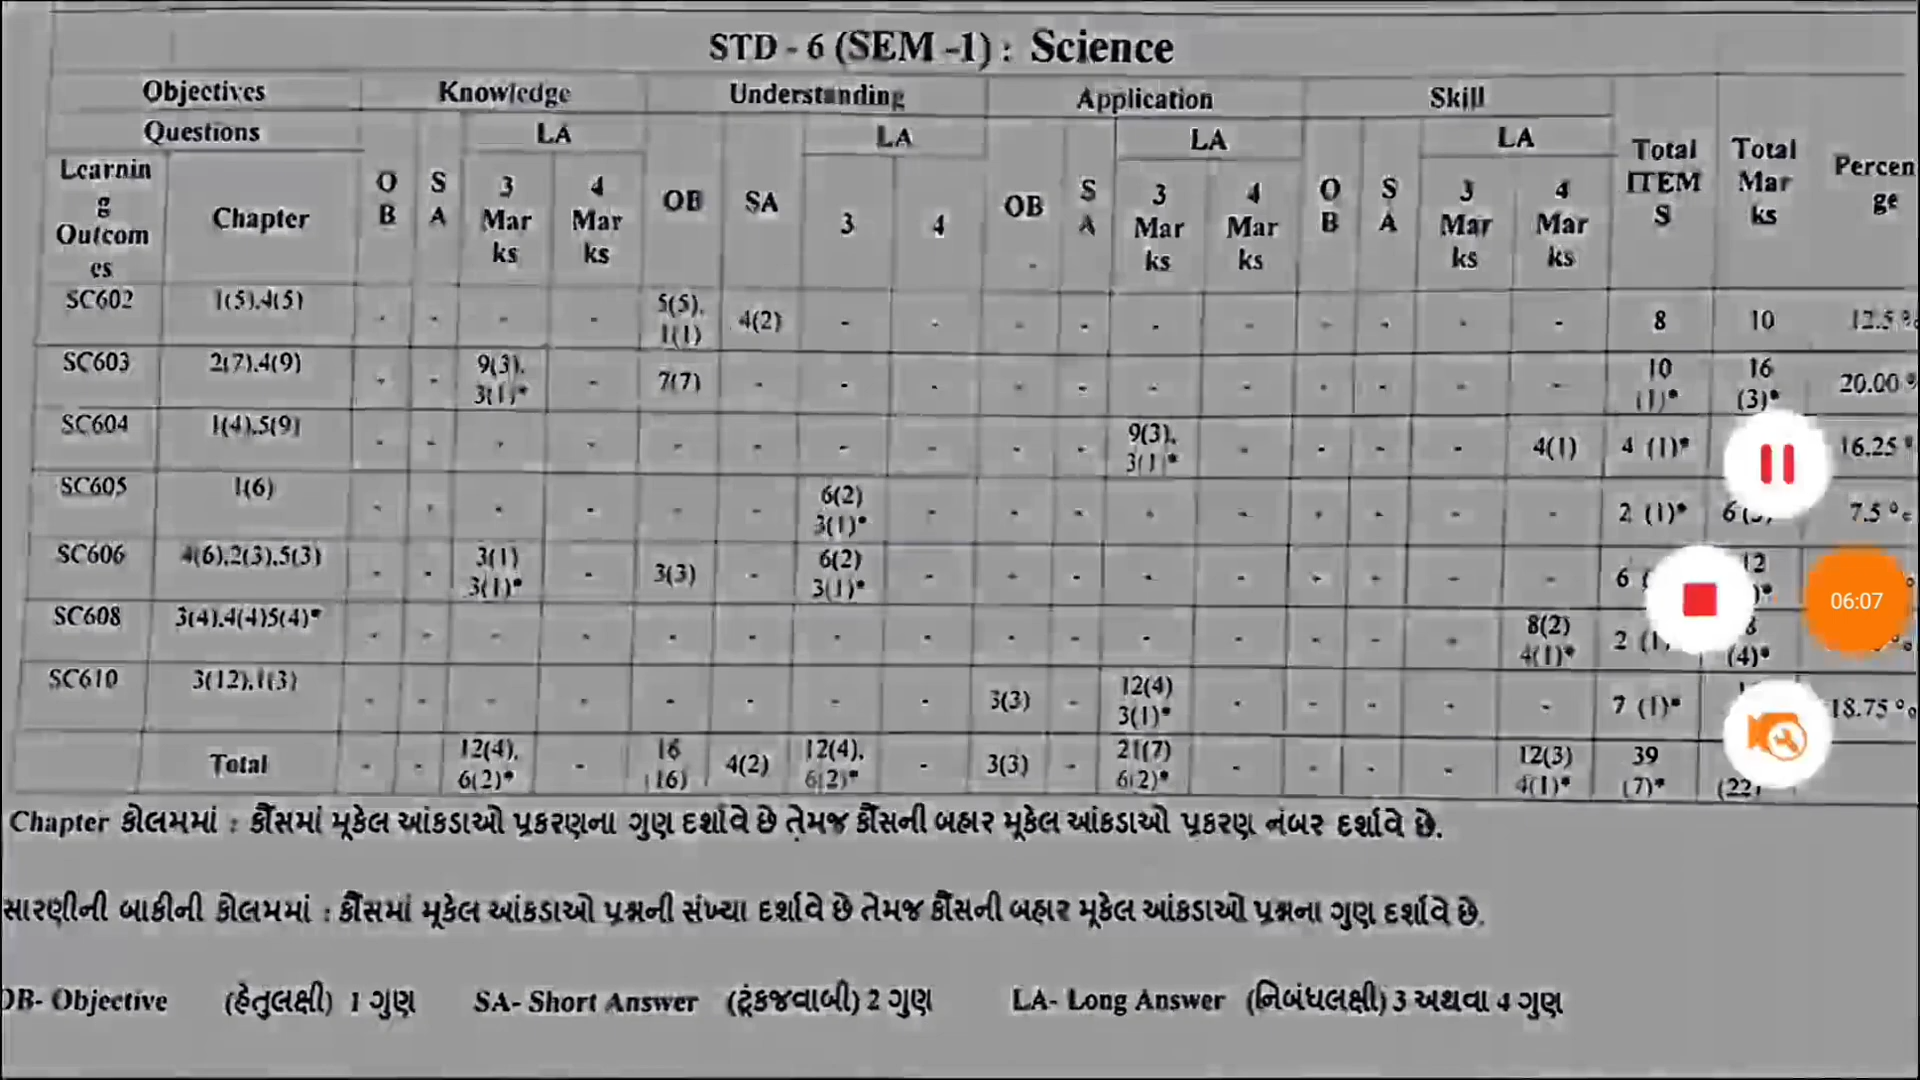 STD - 6 (SEM -1) : Science
Objectives Knowledge Understanding Application Skill Total ITEMS Total Marks
Questions LA LA LA LA
Learning Outcomes Chapter OB SA 3 Marks 4 Marks OB SA 3 4 OB SA 3 Marks 4 Marks OB SA 3 Marks 4 Marks
SC602 1(5).4(5) - - - - 5(5). 1(1) 4(2) - - - - - - - - - - 8 10 12.5 %
SC603 2(7).4(9) - - 9(3). 3(1)* - 7(7) - - - - - - - - - - - 10 (1)* 16 (3)* 20.00
SC604 1(4).5(9) - - - - - - - - - - 9(3). 3(1)* - - - - 4(1) 4 (1)* 16.25
SC605 1(6) - - - - - - 6(2) 3(1)* - - - - - - - - - 2 (1)* 7.5 %
SC606 4(6).2(3).5(3) - - 3(1) 3(1)* - 3(3) - 6(2) 3(1)* - - - - - - - - - 6
SC608 3(4).4(4)5(4)* - - - - - - - - - - - - - - - 8(2) 4(1)* 2 (4)*
SC610 3(12).1(3) - - - - - - - - 3(3) - 12(4) 3(1)* - - - - - 7 (1)* 18.75 %
Total - - 12(4). 6(2)* - 16 (16) 4(2) 12(4). 6(2)* - 3(3) - 21(7) 6(2)* - - - - 12(3) 4(1)* 39 (7)* (22)
06:07
Chapter કોલમમાં : કૌંસમાં મૂકેલ આંકડાઓ પ્રકરણના ગુણ દર્શાવે છે તેમજ કૌંસની બહાર મૂકેલ આંકડાઓ પ્રકરણ નંબર દર્શાવે છે.
સારણીની બાકીની કોલમમાં : કૌંસમાં મૂકેલ આંકડાઓ પ્રશ્નની સંખ્યા દર્શાવે છે તેમજ કૌંસની બહાર મૂકેલ આંકડાઓ પ્રશ્નના ગુણ દર્શાવે છે.
OB- Objective (હેતુલક્ષી) 1 ગુણ SA- Short Answer (ટૂંકજવાબી) 2 ગુણ LA- Long Answer (નિબંધલક્ષી) 3 અથવા 4 ગુણ